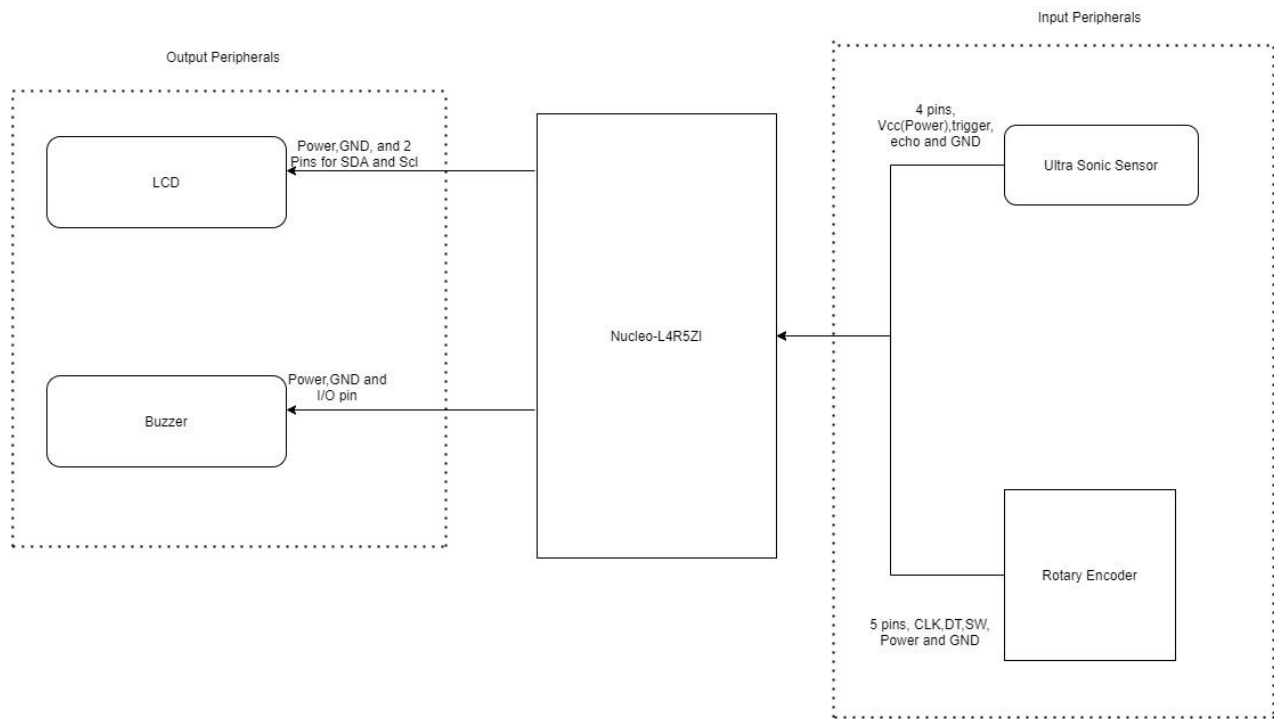 Input Peripherals
Output Peripherals
4 pins,
Vcc(Power),trigger,
echo and GND
Ultra Sonic Sensor
Power,GND, and 2
Pins for SDA and Scl
LCD
Nucleo-L4R5ZI
Power,GND and
I/O pin
Buzzer
Rotary Encoder
5 pins, CLK,DT,SW,
Power and GND